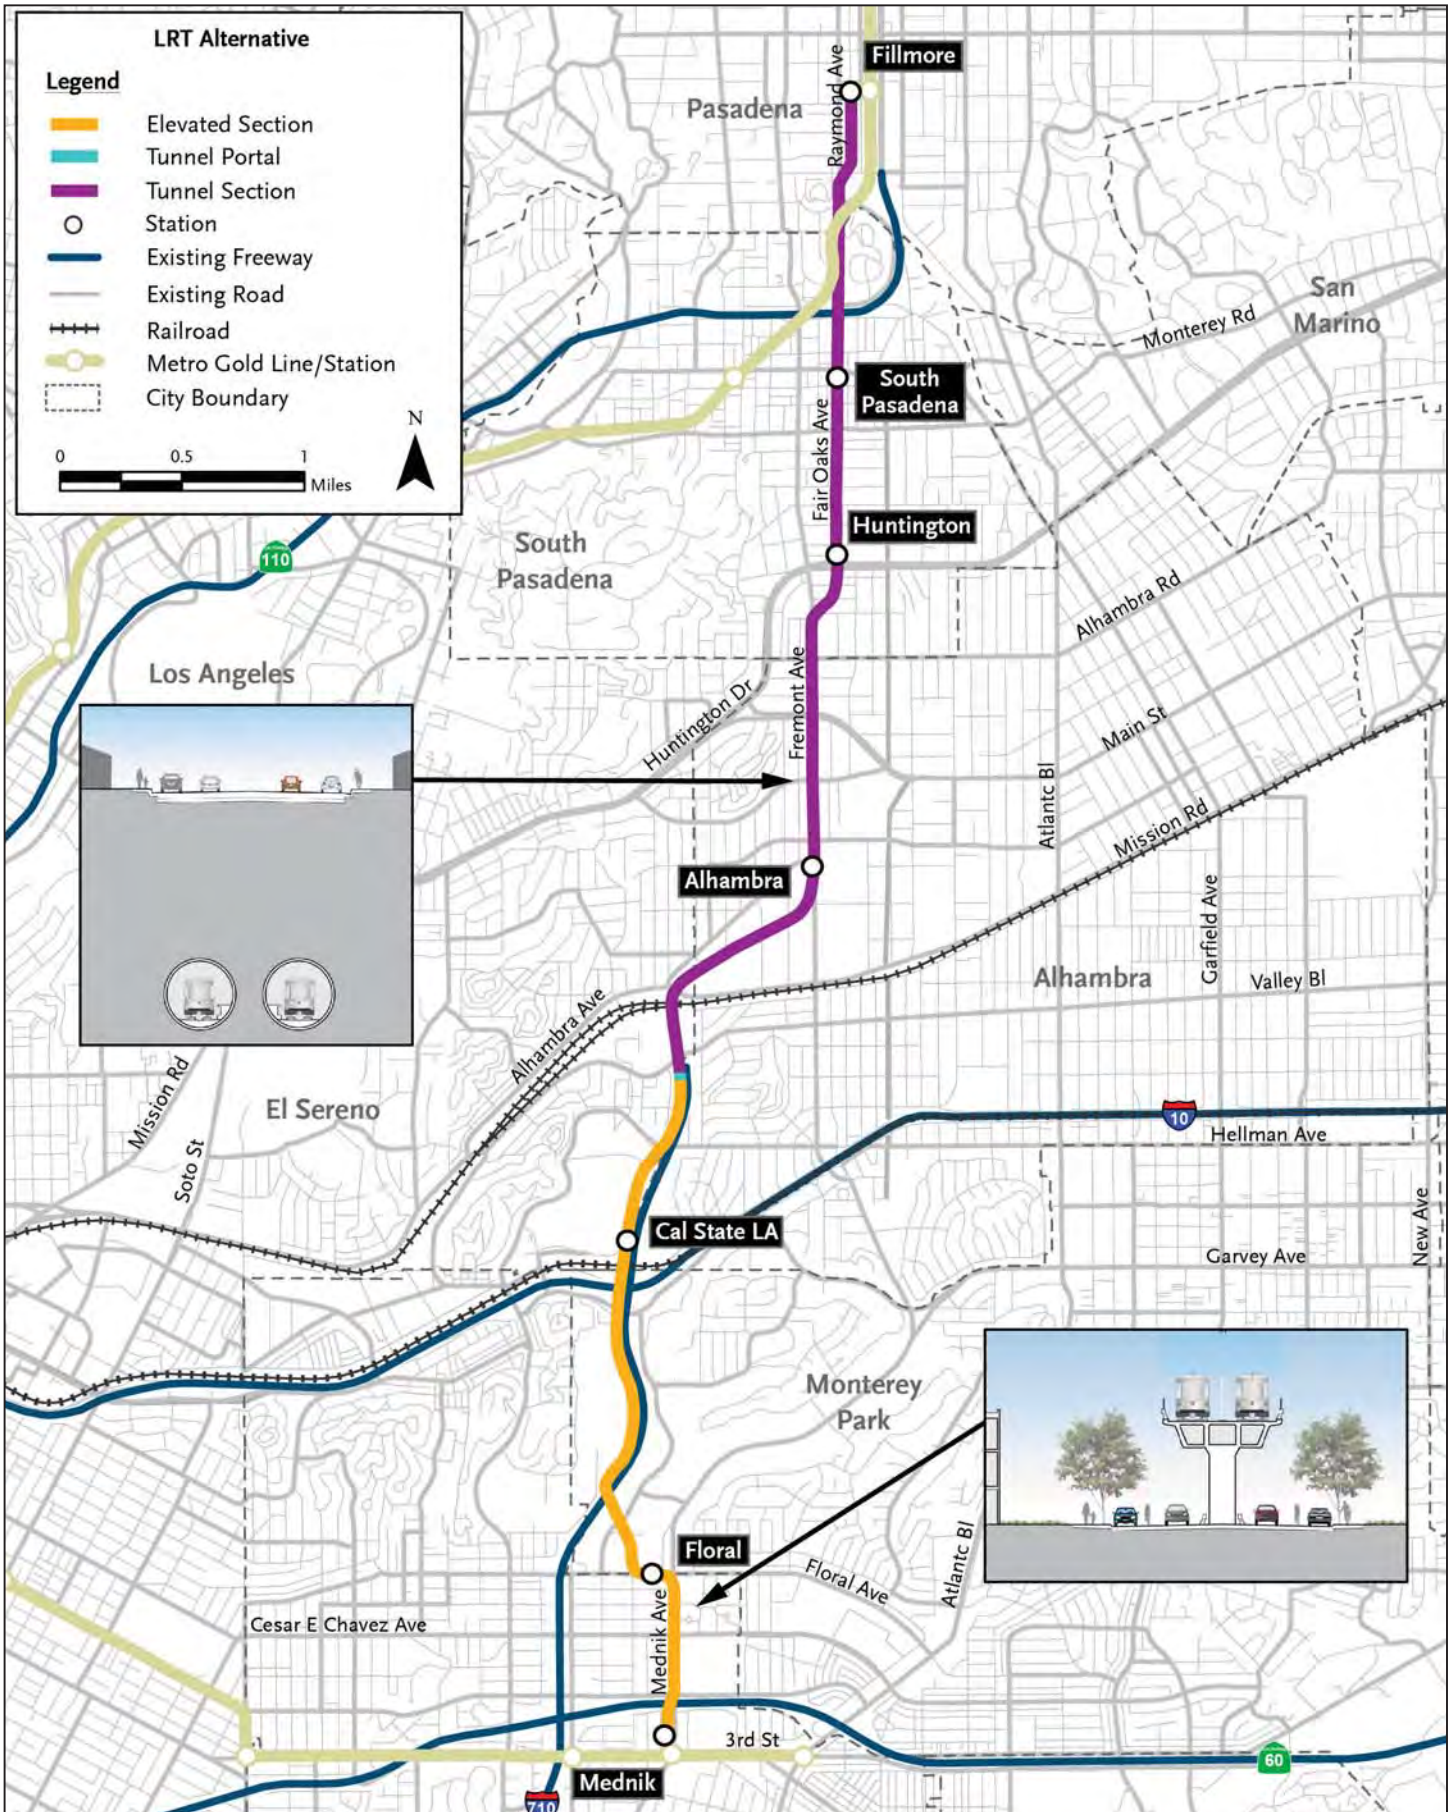 LRT Alternative
Legend
Elevated Section
Tunnel Portal
Tunnel Section
Station
Existing Freeway
Existing Road
Railroad
Metro Gold Line/Station
City Boundary
N
0 0.5 1
Miles
Fillmore
Raymond Ave
Pasadena
San
Marino
Monterey Rd
South
Pasadena
Fair Oaks Ave
Huntington
South
Pasadena
110
Alhambra Rd
Los Angeles
Fremont Ave
Huntington Dr
Main St
Atlantc Bl
Mission Rd
Alhambra
Garfield Ave
Alhambra
Valley Bl
Alhambra Ave
Mission Rd
El Sereno
10
Hellman Ave
Soto St
Cal State LA
New Ave
Garvey Ave
Monterey
Park
Floral
Floral Ave
Atlantc Bl
Cesar E Chavez Ave
Mednik Ave
3rd St
60
Mednik
710